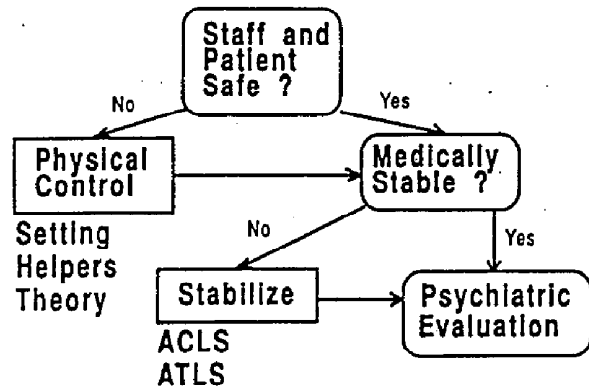 Staff and
Patient
Safe ?
No
Yes
Physical
Control
Medically
Stable ?
Setting
Helpers
Theory
No
Yes
Stabilize
Psychiatric
Evaluation
ACLS
ATLS